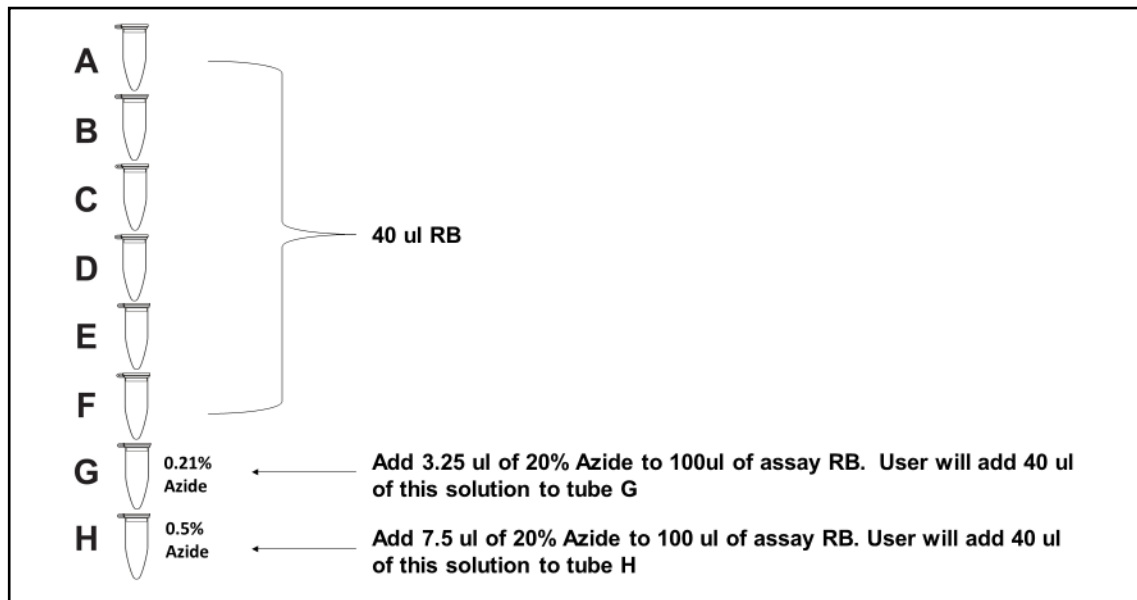 A
B
C
D
40 ul RB
E
F
G
0.21%
Azide
Add 3.25 ul of 20% Azide to 100ul of assay RB.  User will add 40 ul
of this solution to tube G
H
0.5%
Azide
Add 7.5 ul of 20% Azide to 100 ul of assay RB. User will add 40 ul
of this solution to tube H